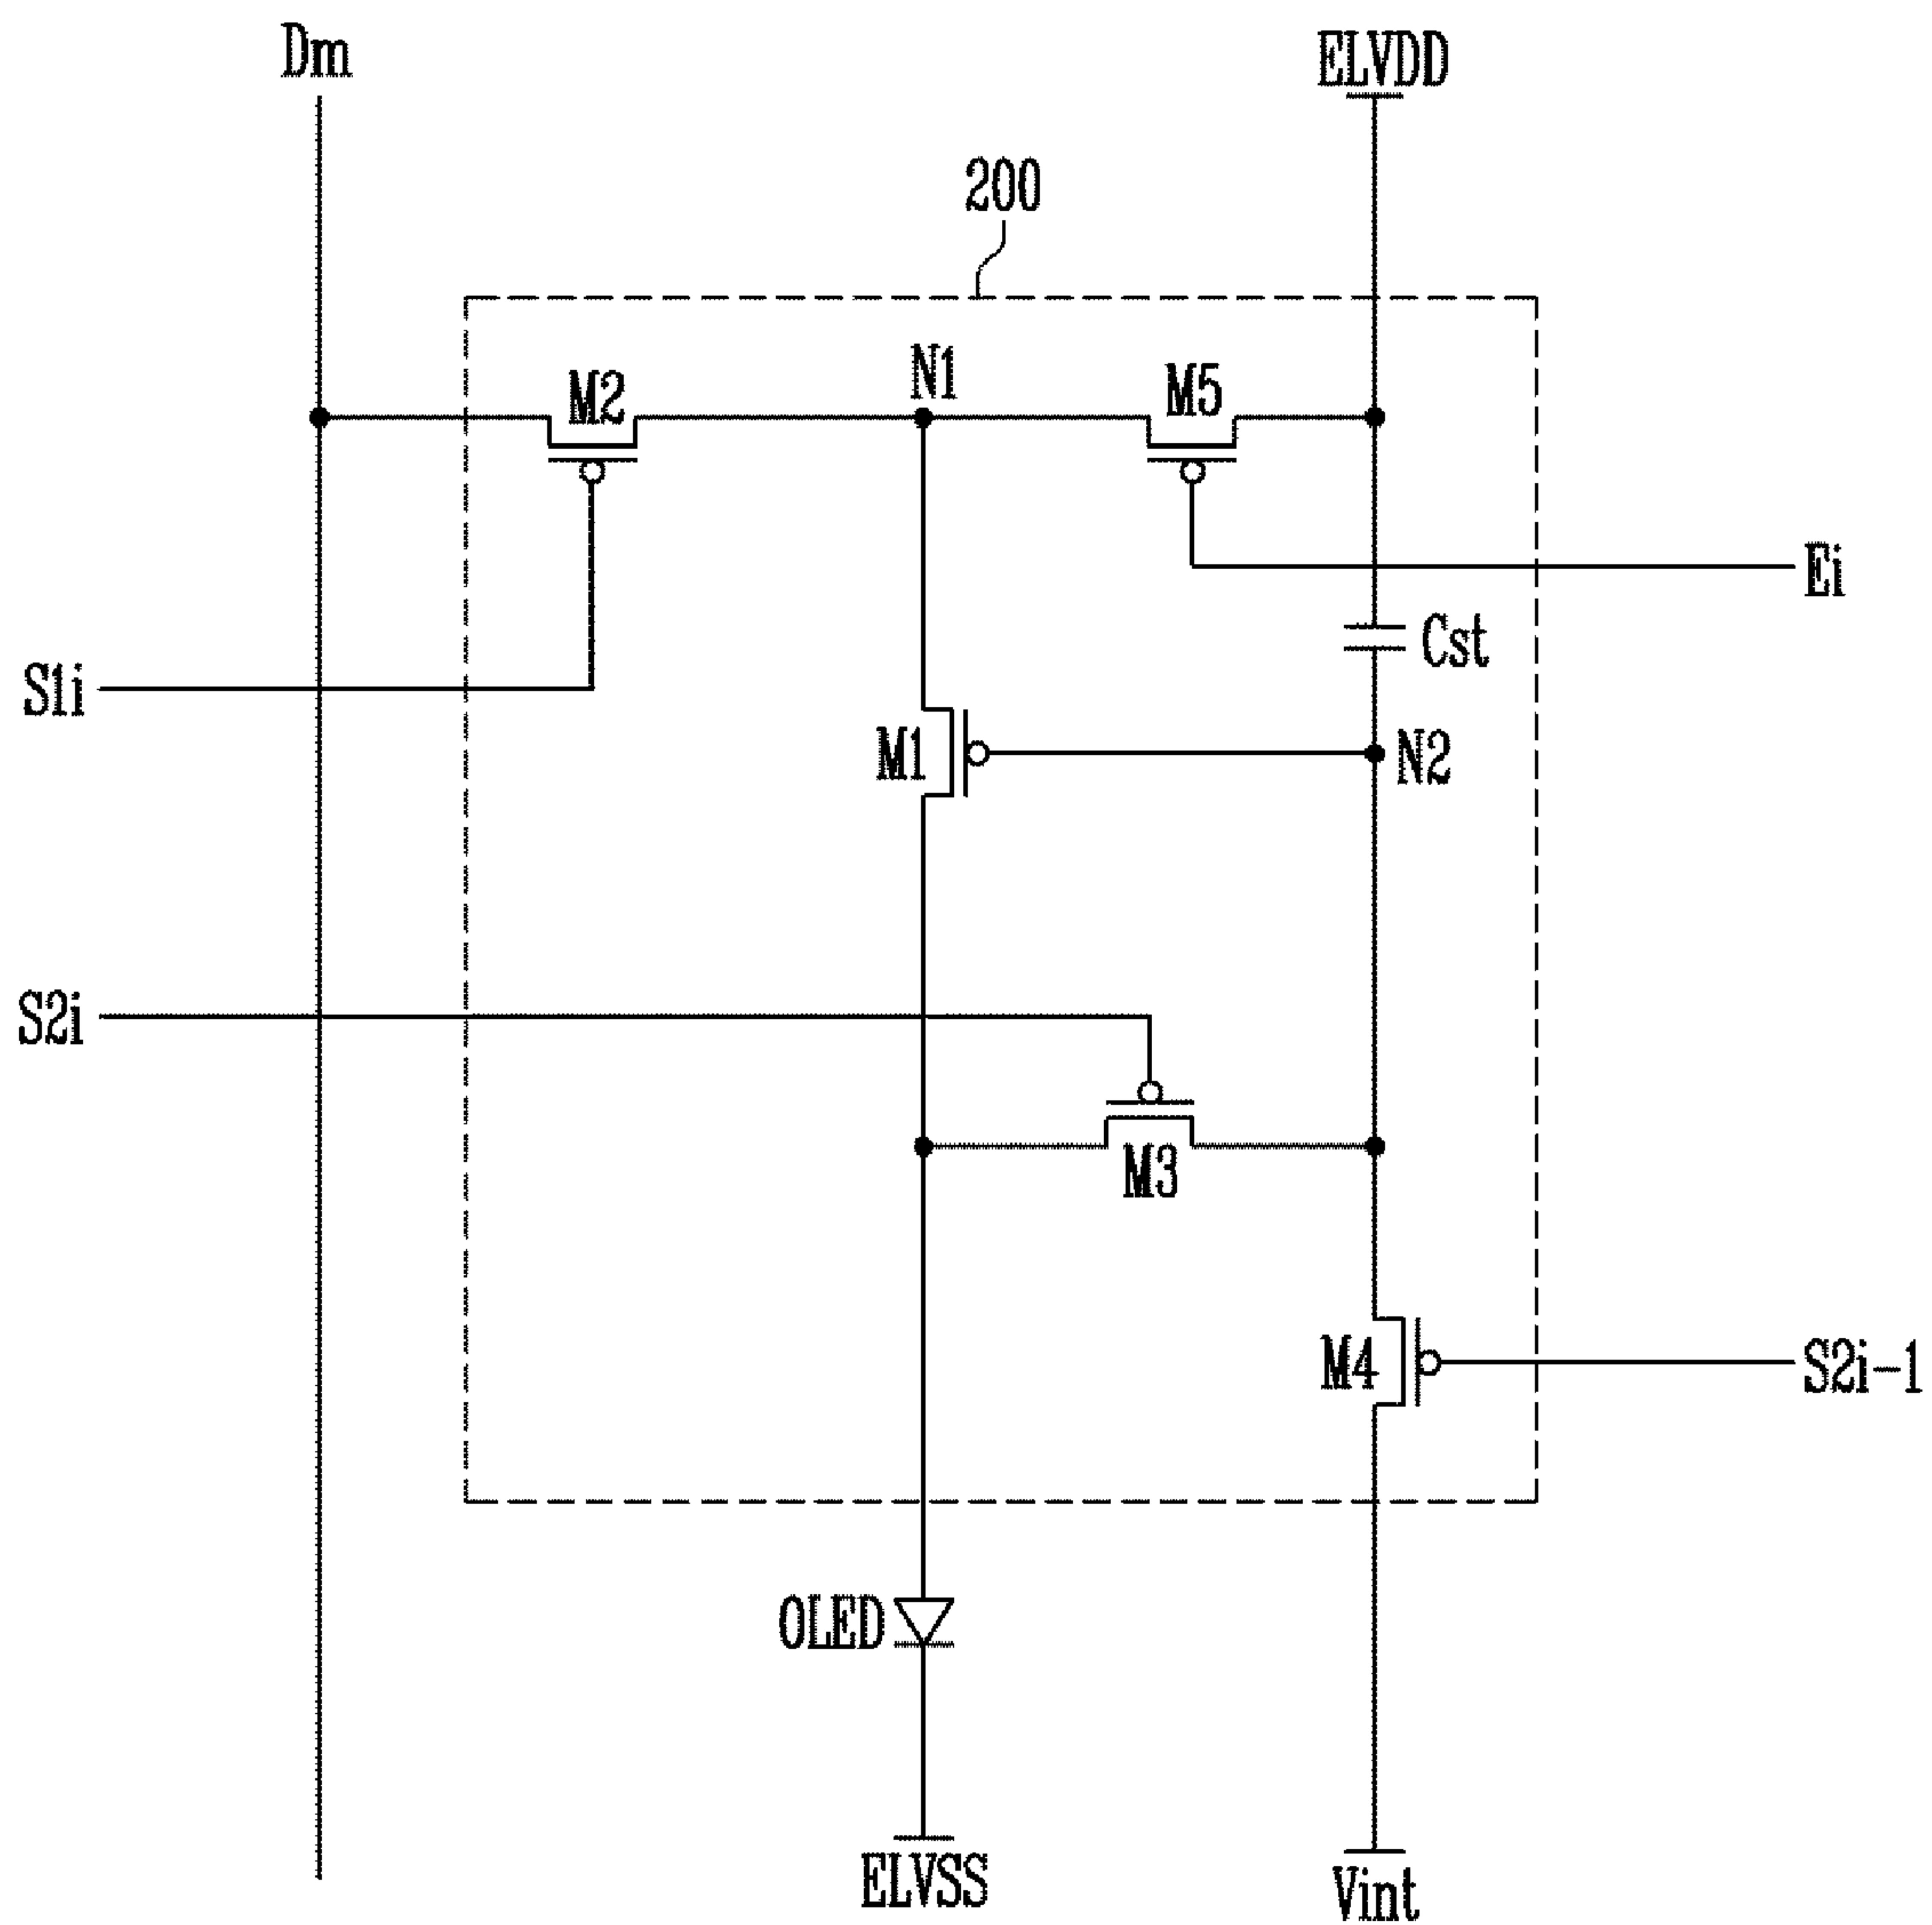 Dm
ELVDD
200
N1
M2
M5
Ei
Cst
S1i
M1
N2
S2i
M3
M4
S2i-1
OLED
ELVSS
Vint